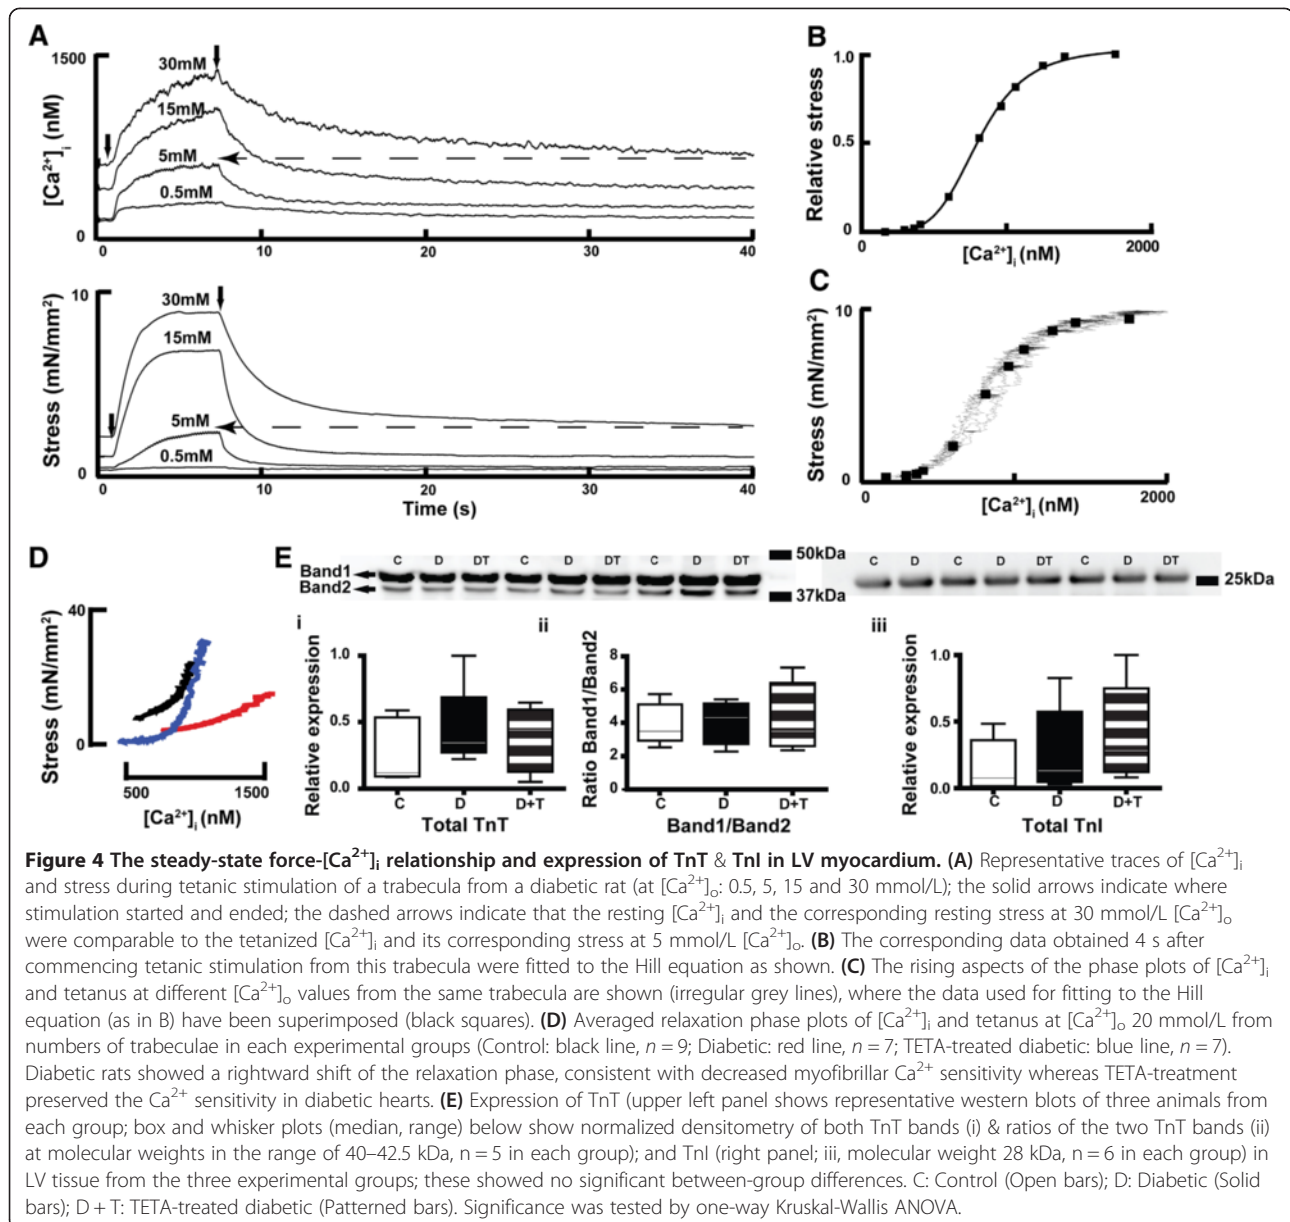 A
1500
[Ca²⁺]ᵢ (nM)
0
30mM
15mM
5mM
0.5mM
0 10 20 30 40
10
Stress (mN/mm²)
0
30mM
15mM
5mM
0.5mM
0 10 20 30 40
Time (s)
B
1.0
Relative stress
0.5
0
0 2000
[Ca²⁺]ᵢ (nM)
C
10
Stress (mN/mm²)
0
0 2000
[Ca²⁺]ᵢ (nM)
D
40
Stress (mN/mm²)
0
500 1500
[Ca²⁺]ᵢ (nM)
E
C D DT C D DT C D DT
Band1
Band2
50kDa
37kDa
C D C D DT C D DT
25kDa
i
Relative expression
1.0
0.5
0.0
C D D+T
Total TnT
ii
Ratio Band1/Band2
8
6
4
2
0
C D D+T
Band1/Band2
iii
Relative expression
1.0
0.5
0.0
C D D+T
Total TnI
Figure 4 The steady-state force-[Ca²⁺]ᵢ relationship and expression of TnT & TnI in LV myocardium. (A) Representative traces of [Ca²⁺]ᵢ
and stress during tetanic stimulation of a trabecula from a diabetic rat (at [Ca²⁺]ₒ: 0.5, 5, 15 and 30 mmol/L); the solid arrows indicate where
stimulation started and ended; the dashed arrows indicate that the resting [Ca²⁺]ᵢ and the corresponding resting stress at 30 mmol/L [Ca²⁺]ₒ
were comparable to the tetanized [Ca²⁺]ᵢ and its corresponding stress at 5 mmol/L [Ca²⁺]ₒ. (B) The corresponding data obtained 4 s after
commencing tetanic stimulation from this trabecula were fitted to the Hill equation as shown. (C) The rising aspects of the phase plots of [Ca²⁺]ᵢ
and tetanus at different [Ca²⁺]ₒ values from the same trabecula are shown (irregular grey lines), where the data used for fitting to the Hill
equation (as in B) have been superimposed (black squares). (D) Averaged relaxation phase plots of [Ca²⁺]ᵢ and tetanus at [Ca²⁺]ₒ 20 mmol/L from
numbers of trabeculae in each experimental groups (Control: black line, n = 9; Diabetic: red line, n = 7; TETA-treated diabetic: blue line, n = 7).
Diabetic rats showed a rightward shift of the relaxation phase, consistent with decreased myofibrillar Ca²⁺ sensitivity whereas TETA-treatment
preserved the Ca²⁺ sensitivity in diabetic hearts. (E) Expression of TnT (upper left panel shows representative western blots of three animals from
each group; box and whisker plots (median, range) below show normalized densitometry of both TnT bands (i) & ratios of the two TnT bands (ii)
at molecular weights in the range of 40–42.5 kDa, n = 5 in each group); and TnI (right panel; iii, molecular weight 28 kDa, n = 6 in each group) in
LV tissue from the three experimental groups; these showed no significant between-group differences. C: Control (Open bars); D: Diabetic (Solid
bars); D + T: TETA-treated diabetic (Patterned bars). Significance was tested by one-way Kruskal-Wallis ANOVA.